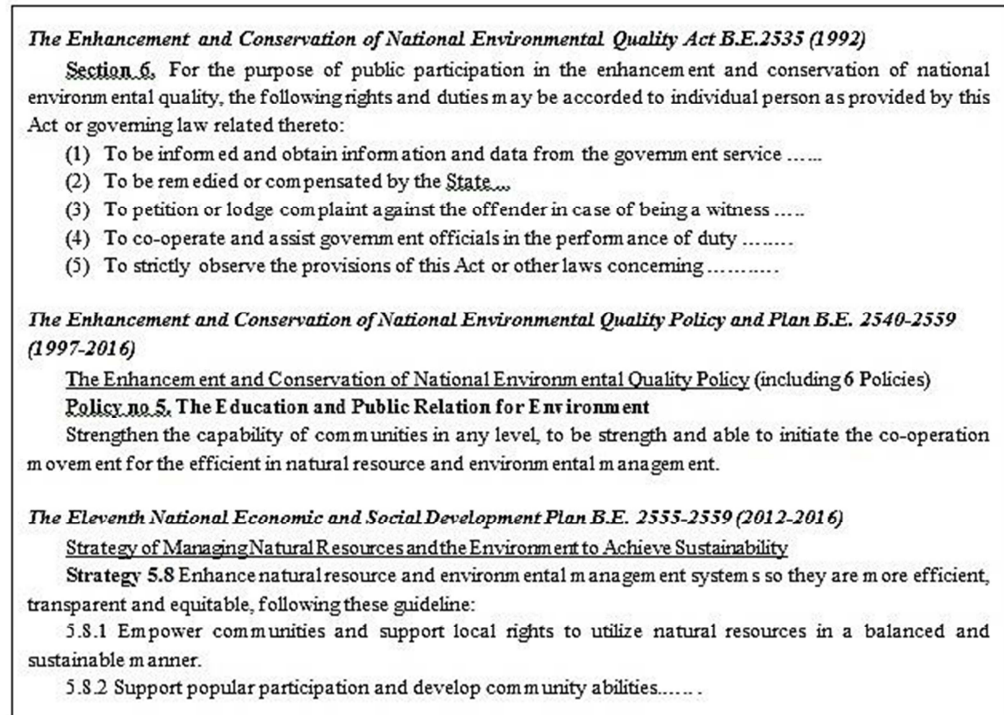 The Enhancement and Conservation of National Environmental Quality Act B.E.2535 (1992)
Section 6. For the purpose of public participation in the enhancement and conservation of national
environmental quality, the following rights and duties may be accorded to individual person as provided by this
Act or governing law related thereto:
(1) To be informed and obtain information and data from the government service ......
(2) To be remedied or compensated by the State...
(3) To petition or lodge complaint against the offender in case of being a witness .....
(4) To co-operate and assist government officials in the performance of duty ........
(5) To strictly observe the provisions of this Act or other laws concerning...........
The Enhancement and Conservation of National Environmental Quality Policy and Plan B.E. 2540-2559
(1997-2016)
The Enhancement and Conservation of National Environmental Quality Policy (including 6 Policies)
Policy no 5. The Education and Public Relation for Environment
Strengthen the capability of communities in any level, to be strength and able to initiate the co-operation
movement for the efficient in natural resource and environmental management.
The Eleventh National Economic and Social Development Plan B.E. 2555-2559 (2012-2016)
Strategy of Managing Natural Resources and the Environment to Achieve Sustainability
Strategy 5.8 Enhance natural resource and environmental management systems so they are more efficient,
transparent and equitable, following these guideline:
5.8.1 Empower communities and support local rights to utilize natural resources in a balanced and
sustainable manner.
5.8.2 Support popular participation and develop community abilities.......